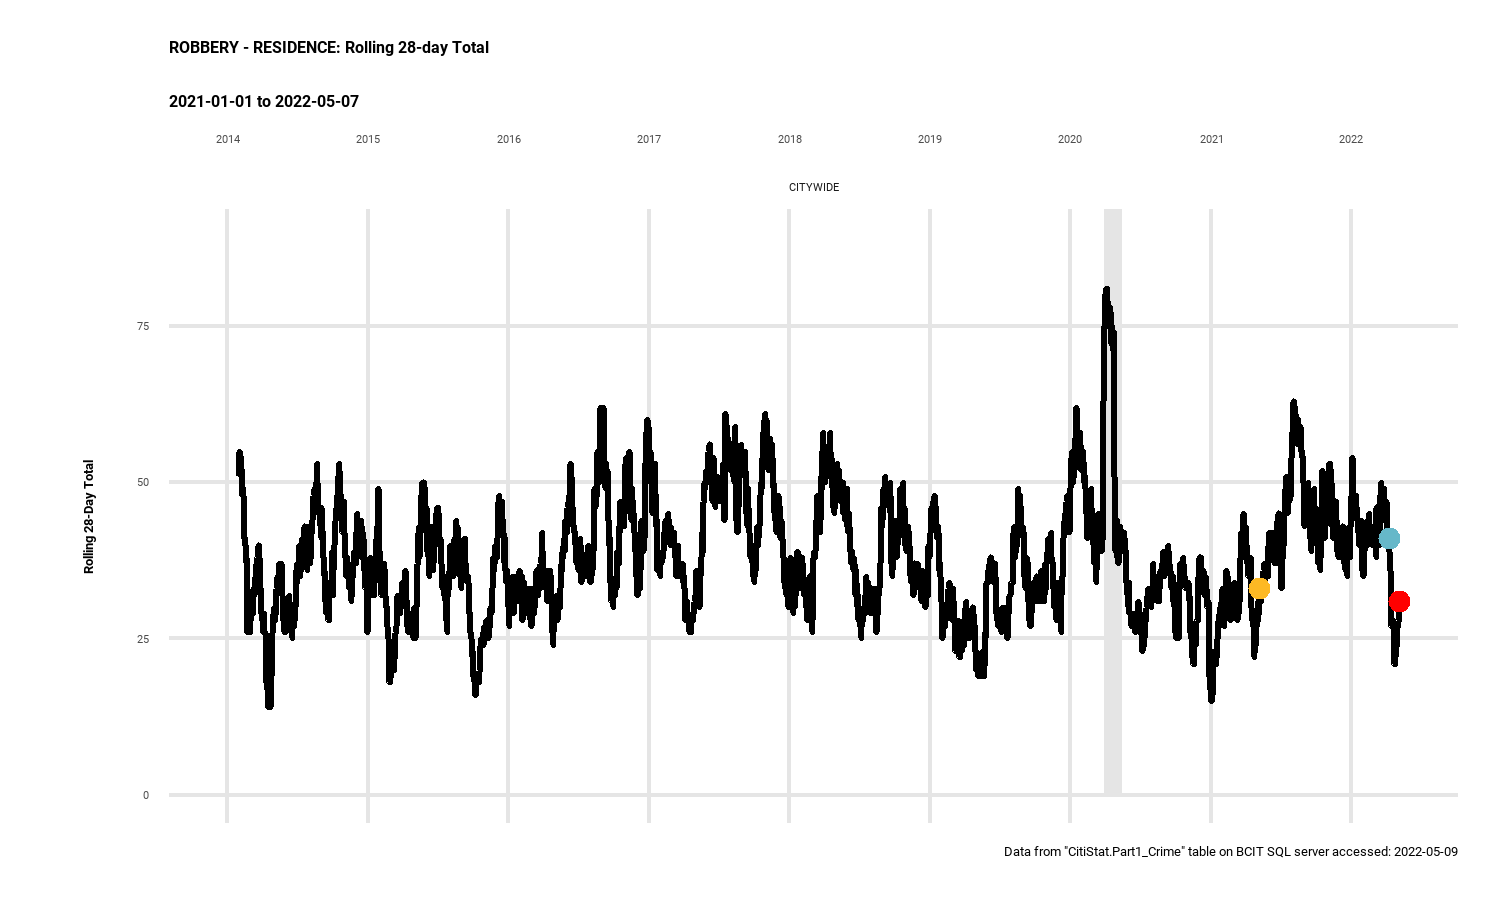 ROBBERY - RESIDENCE: Rolling 28-day Total
2021-01-01 to 2022-05-07
2014 2015 2016 2017 2018 2019 2020 2021 2022
CITYWIDE
75
50
25
0
Rolling 28-Day Total
Data from "CitiStat.Part1_Crime" table on BCIT SQL server accessed: 2022-05-09